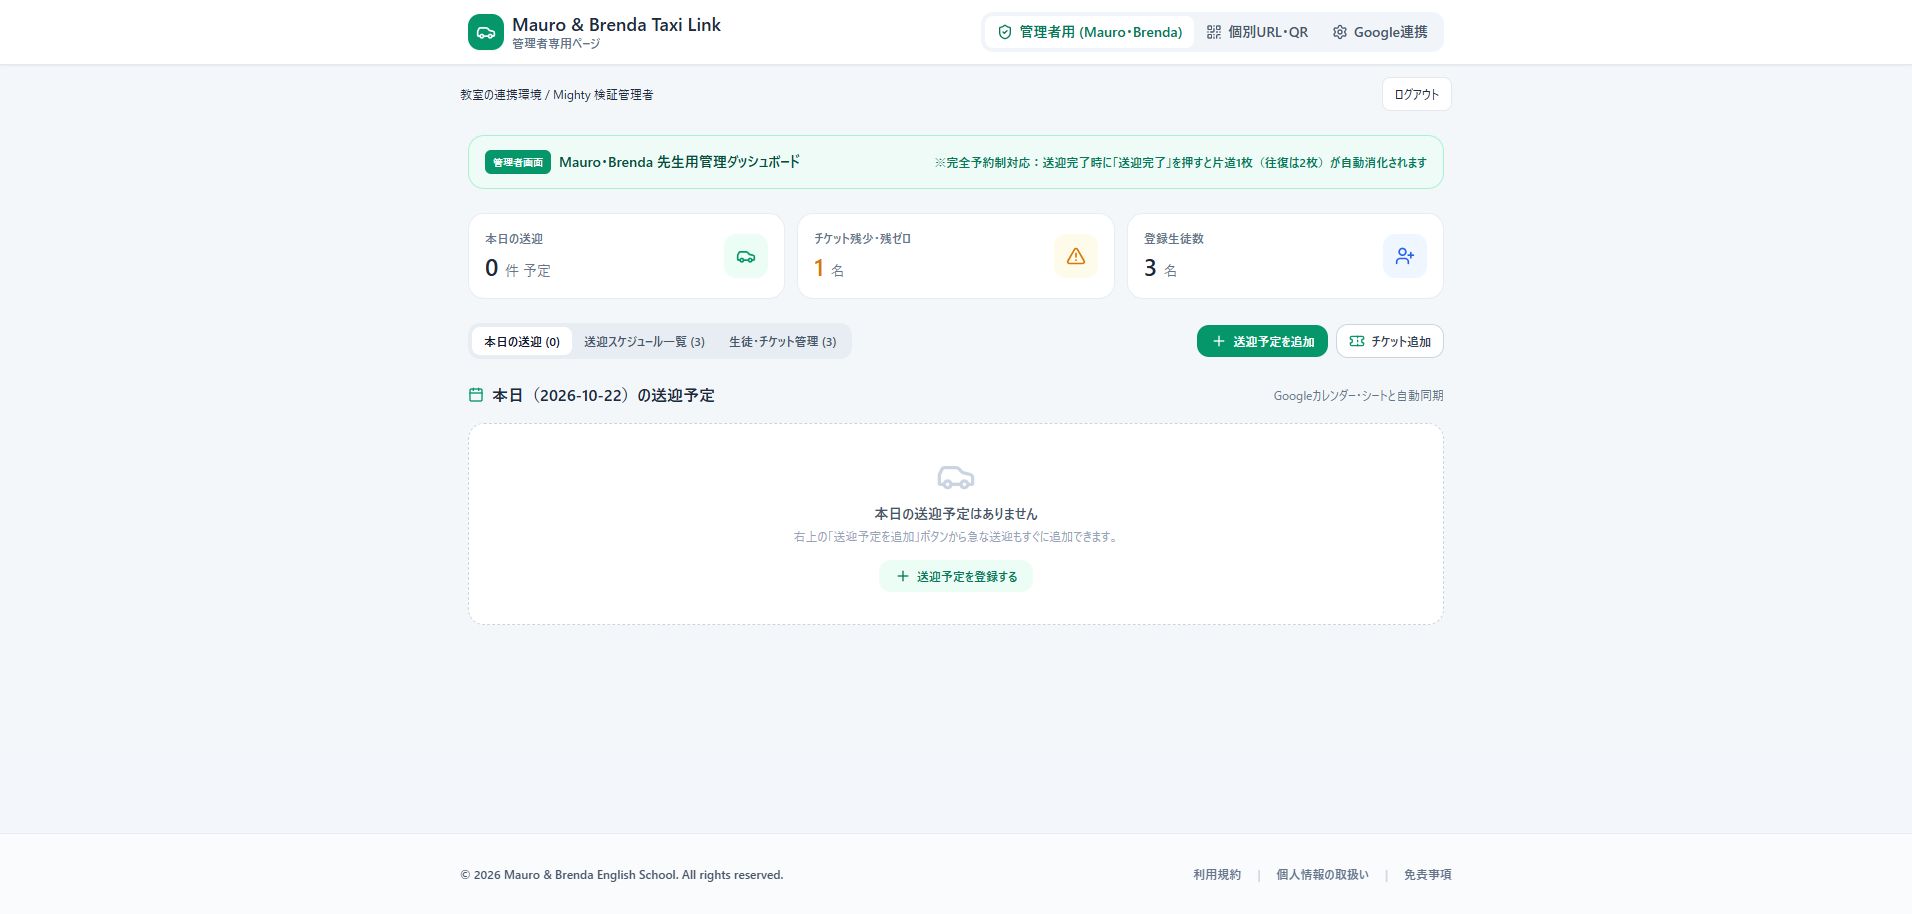 Mauro & Brenda Taxi Link
管理者専用ページ
管理者用 (Mauro･Brenda)
個別URL･QR
Google連携
教室の連携環境 / Mighty 検証管理者
ログアウト
管理者画面
Mauro･Brenda 先生用管理ダッシュボード
※完全予約制対応：送迎完了時に｢送迎完了｣を押すと片道1枚（往復は2枚）が自動消化されます
本日の送迎
0 件 予定
チケット残少･残ゼロ
1 名
登録生徒数
3 名
本日の送迎 (0)
送迎スケジュール一覧 (3)
生徒･チケット管理 (3)
送迎予定を追加
チケット追加
本日（2026-10-22）の送迎予定
Googleカレンダー･シートと自動同期
本日の送迎予定はありません
右上の｢送迎予定を追加｣ボタンから急な送迎もすぐに追加できます。
送迎予定を登録する
© 2026 Mauro & Brenda English School. All rights reserved.
利用規約 | 個人情報の取扱い | 免責事項